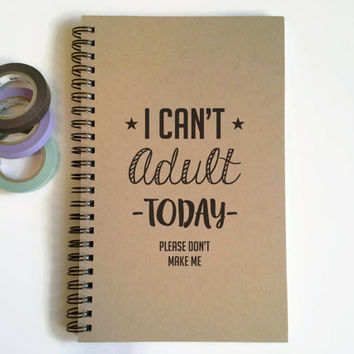 ★ I CAN'T ★
adult
-TODAY-
PLEASE DON'T
MAKE ME